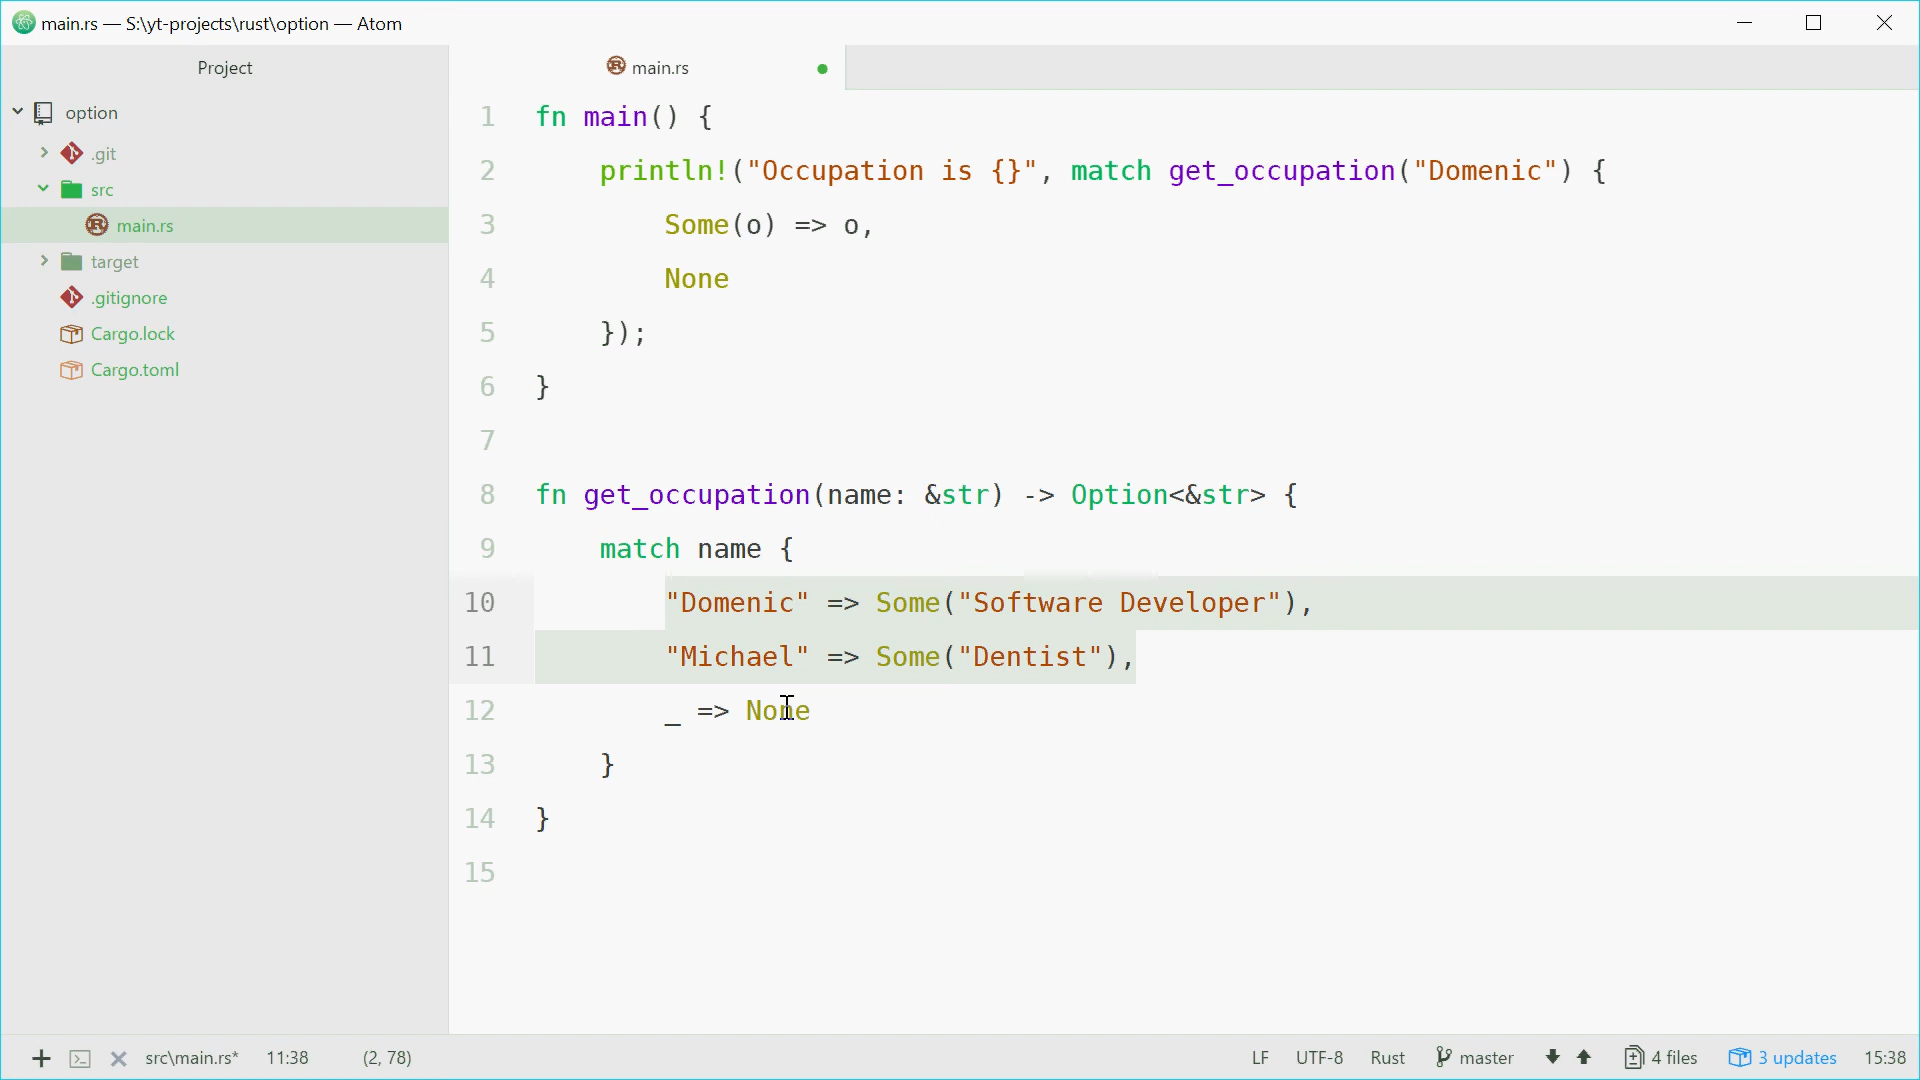 main.rs — S:\yt-projects\rust\option — Atom
Project
option
.git
src
main.rs
target
.gitignore
Cargo.lock
Cargo.toml
main.rs
1 fn main() {
2     println!("Occupation is {}", match get_occupation("Domenic") {
3         Some(o) => o,
4         None
5     });
6 }
7
8 fn get_occupation(name: &str) -> Option<&str> {
9     match name {
10         "Domenic" => Some("Software Developer"),
11         "Michael" => Some("Dentist"),
12         _ => None
13     }
14 }
15
src\main.rs* 11:38 (2, 78) LF UTF-8 Rust master 4 files 3 updates 15:38